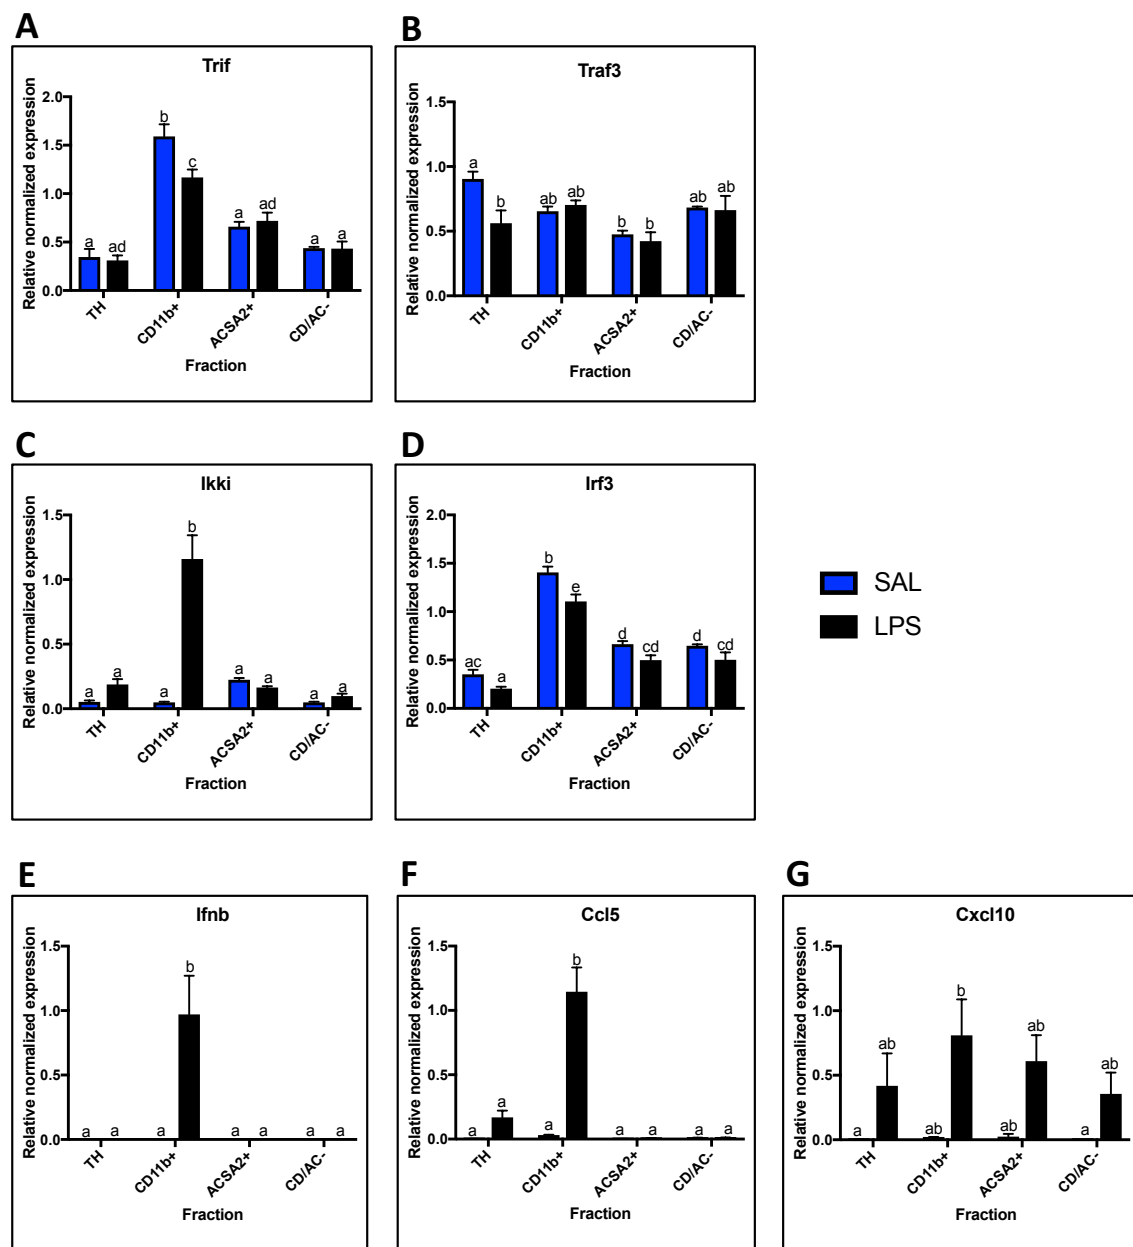 A
Trif
Relative normalized expression
2.0
1.5
1.0
0.5
0.0
a
ad
b
c
a
ad
a
a
TH
CD11b+
ACSA2+
CD/AC-
Fraction
B
Traf3
Relative normalized expression
1.5
1.0
0.5
0.0
a
b
ab
ab
b
b
ab
ab
TH
CD11b+
ACSA2+
CD/AC-
Fraction
C
Ikki
Relative normalized expression
1.5
1.0
0.5
0.0
a
a
a
b
a
a
a
a
TH
CD11b+
ACSA2+
CD/AC-
Fraction
D
Irf3
Relative normalized expression
2.0
1.5
1.0
0.5
0.0
ac
a
b
e
d
cd
d
cd
TH
CD11b+
ACSA2+
CD/AC-
Fraction
SAL
LPS
E
Ifnb
Relative normalized expression
1.5
1.0
0.5
0.0
a
a
a
b
a
a
a
a
TH
CD11b+
ACSA2+
CD/AC-
Fraction
F
Ccl5
Relative normalized expression
1.5
1.0
0.5
0.0
a
a
a
b
a
a
a
a
TH
CD11b+
ACSA2+
CD/AC-
Fraction
G
Cxcl10
Relative normalized expression
1.5
1.0
0.5
0.0
a
ab
ab
b
ab
ab
a
ab
TH
CD11b+
ACSA2+
CD/AC-
Fraction